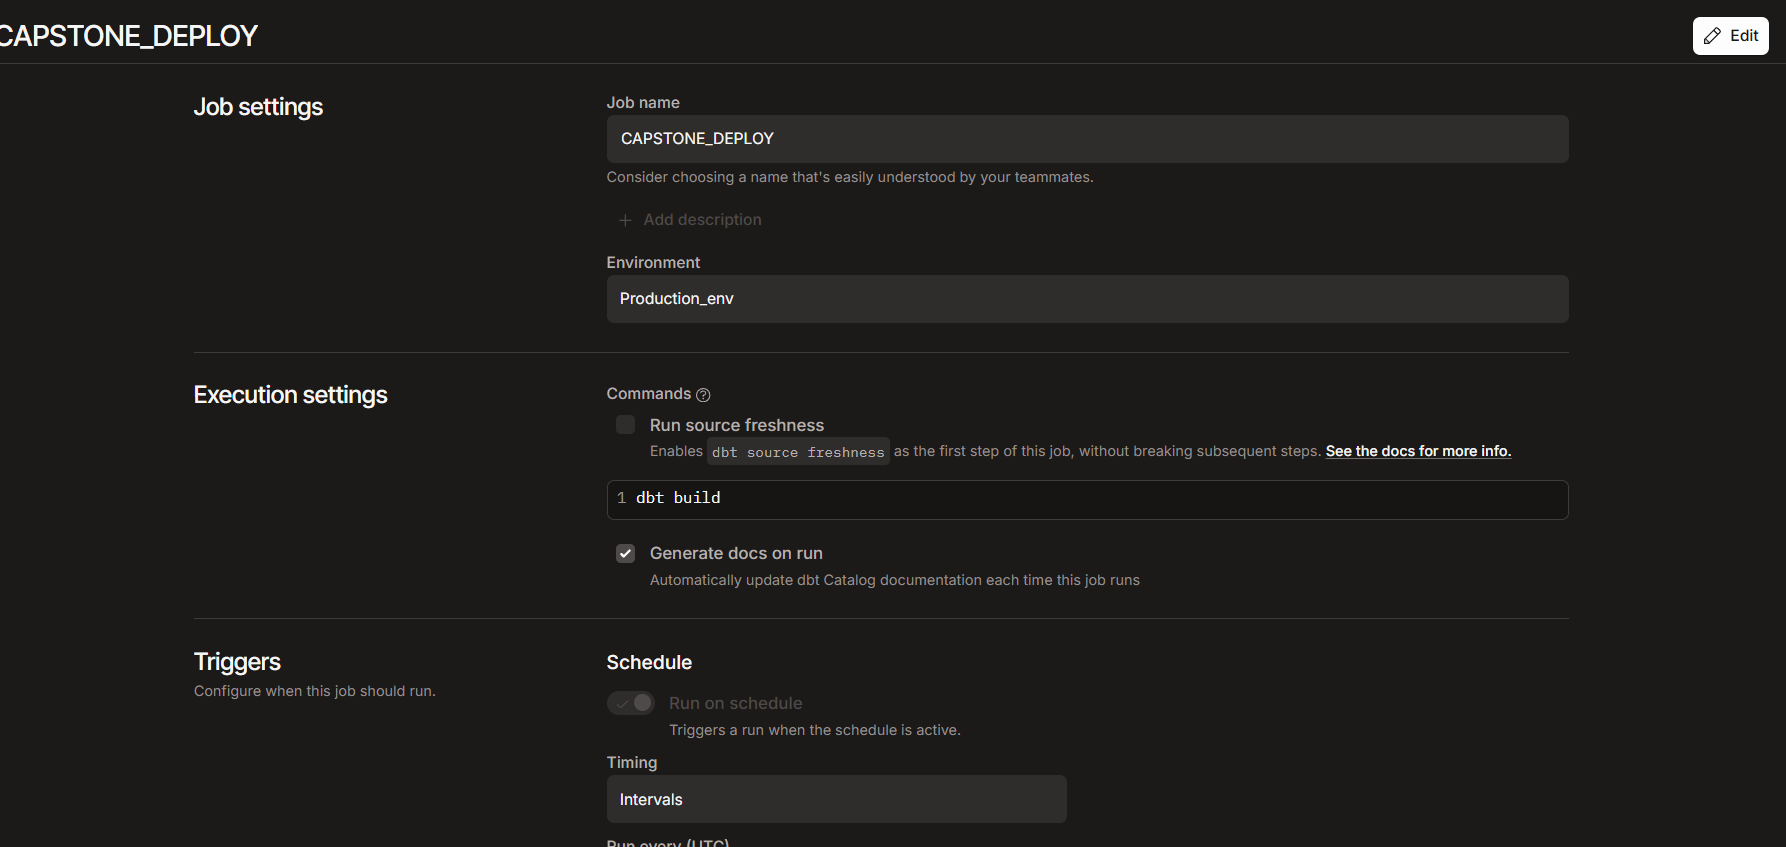 CAPSTONE_DEPLOY
Edit
Job settings
Job name
CAPSTONE_DEPLOY
Consider choosing a name that's easily understood by your teammates.
Add description
Environment
Production_env
Execution settings
Commands
Run source freshness
Enables dbt source freshness as the first step of this job, without breaking subsequent steps. See the docs for more info.
1 dbt build
Generate docs on run
Automatically update dbt Catalog documentation each time this job runs
Triggers
Configure when this job should run.
Schedule
Run on schedule
Triggers a run when the schedule is active.
Timing
Intervals
Run every (UTC)